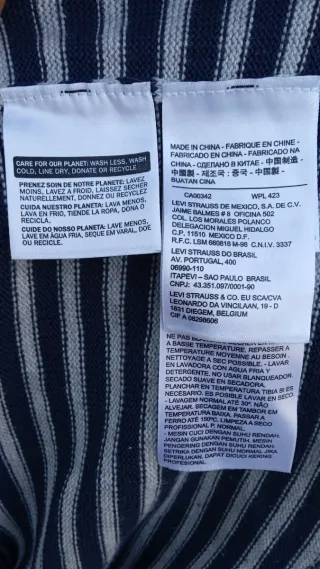 CARE FOR OUR PLANET: WASH LESS, WASH
COLD, LINE DRY, DONATE OR RECYCLE
PRENEZ SOIN DE NOTRE PLANETE: LAVEZ
MOINS, LAVEZ A FROID, LAISSEZ SÉCHER
NATURELLEMENT, DONNEZ OU RECYCLEZ
CUIDA NUESTRO PLANETA: LAVA MENOS,
LAVA EN FRIO, TIENDE LA ROPA, DONA O
RECICLA.
CUIDE DO NOSSO PLANETA: LAVE MENOS,
LAVE EM ÁGUA FRIA, SEQUE EM VARAL, DOE
OU RECICLE.
MADE IN CHINA - FABRIQUE EN CHINE -
FABRICADO EN CHINA - FABRICADO NA
CHINA - СДЕЛАНО В КИТАЕ - 中国制造 -
中國製 - 제조국 : 중국 - 中国製 -
BUATAN CINA
CA00342 WPL 423
LEVI STRAUSS DE MEXICO, S.A. DE C.V.
JAIME BALMES # 8 OFICINA 502
COL. LOS MORALES POLANCO
DELEGACION MIGUEL HIDALGO
C.P. 11510 MEXICO D.F.
R.F.C. LSM 660818 M-98 C.N.I.V. 3337
LEVI STRAUSS DO BRASIL
AV. PORTUGAL, 400
06990-110
ITAPEVI – SAO PAULO BRASIL
CNPJ: 43.351.097/0001-90
LEVI STRAUSS & CO. EU SCA/CVA
LEONARDO DA VINCILAAN, 19 - D
1831 DIEGEM, BELGIUM
CIF A 08298606
A BASSE TEMPERATURE. REPASSER A
TEMPERATURE MOYENNE AU BESOIN .
NETTOYAGE A SEC POSSIBLE. - LAVAR
EN LAVADORA CON AGUA FRIA Y
DETERGENTE. NO USAR BLANQUEADOR.
SECADO SUAVE EN SECADORA.
PLANCHAR EN TEMPERATURA TIBIA SI ES
NECESARIO. ES POSIBLE LAVAR EN SECO.
- LAVAGEM NORMAL ATÉ 30º. NÃO
ALVEJAR. SECAGEM EM TAMBOR EM
TEMPERATURA BAIXA. PASSAR A
FERRO ATÉ 150ºC. LIMPEZA A SECO
PROFISSIONAL P, NORMAL.
- MESIN CUCI DENGAN SUHU RENDAH.
JANGAN GUNAKAN PEMUTIH. MESIN
PENGERING DENGAN SUHU RENDAH.
SETRIKA DENGAN SUHU NORMAL JIKA
DIPERLUKAN. DAPAT DICUCI KERING
PROFESIONAL.